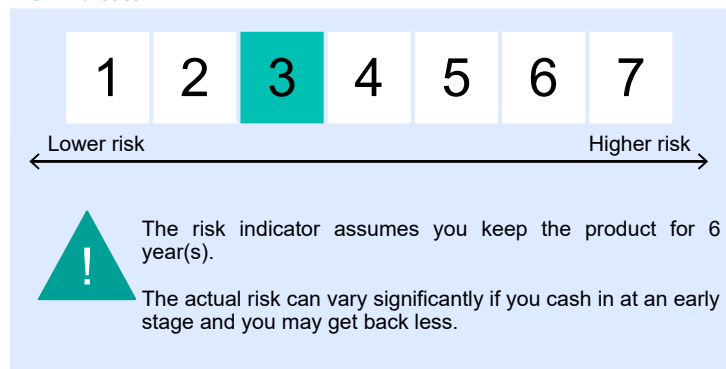 1 2 3 4 5 6 7
Lower risk Higher risk
!
The risk indicator assumes you keep the product for 6
year(s).
The actual risk can vary significantly if you cash in at an early
stage and you may get back less.